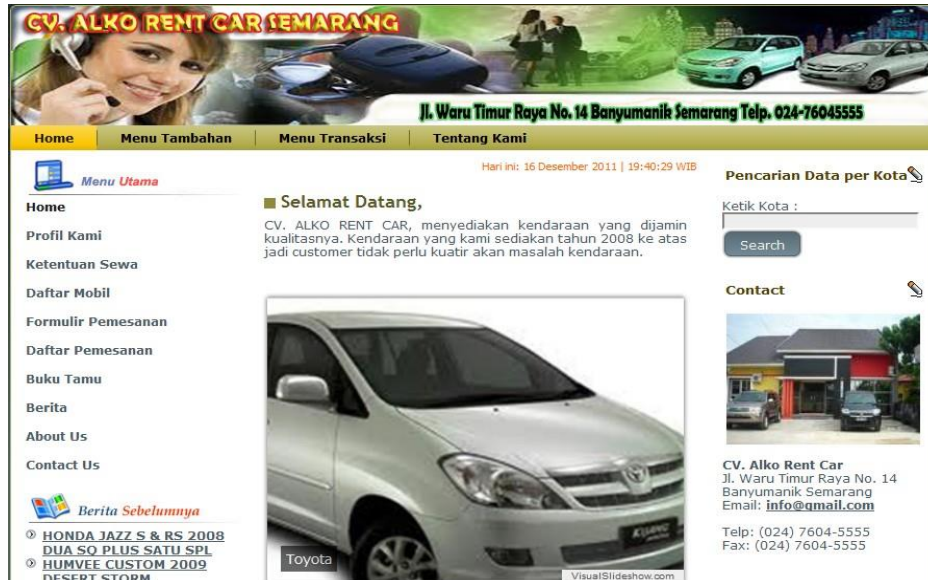 CV. ALKO RENT CAR SEMARANG
Jl. Waru Timur Raya No. 14 Banyumanik Semarang Telp. 024-76045555
Home
Menu Tambahan
Menu Transaksi
Tentang Kami
Menu Utama
Home
Profil Kami
Ketentuan Sewa
Daftar Mobil
Formulir Pemesanan
Daftar Pemesanan
Buku Tamu
Berita
About Us
Contact Us
Berita Sebelumnya
HONDA JAZZ S & RS 2008
DUA SQ PLUS SATU SPL
HUMVEE CUSTOM 2009
DESERT STORM
Hari ini: 16 Desember 2011 | 19:40:29 WIB
Selamat Datang,
CV. ALKO RENT CAR, menyediakan kendaraan yang dijamin
kualitasnya. Kendaraan yang kami sediakan tahun 2008 ke atas
jadi customer tidak perlu kuatir akan masalah kendaraan.
Toyota
VisualSlideshow.com
Pencarian Data per Kota
Ketik Kota :
Search
Contact
CV. Alko Rent Car
Jl. Waru Timur Raya No. 14
Banyumanik Semarang
Email: info@gmail.com
Telp: (024) 7604-5555
Fax: (024) 7604-5555